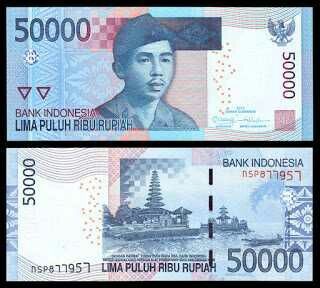 50000
50000
BANK INDONESIA
LIMA PULUH RIBU RUPIAH
BANK INDONESIA
50000
NSP877957
NSP877957
LIMA PULUH RIBU RUPIAH
50000